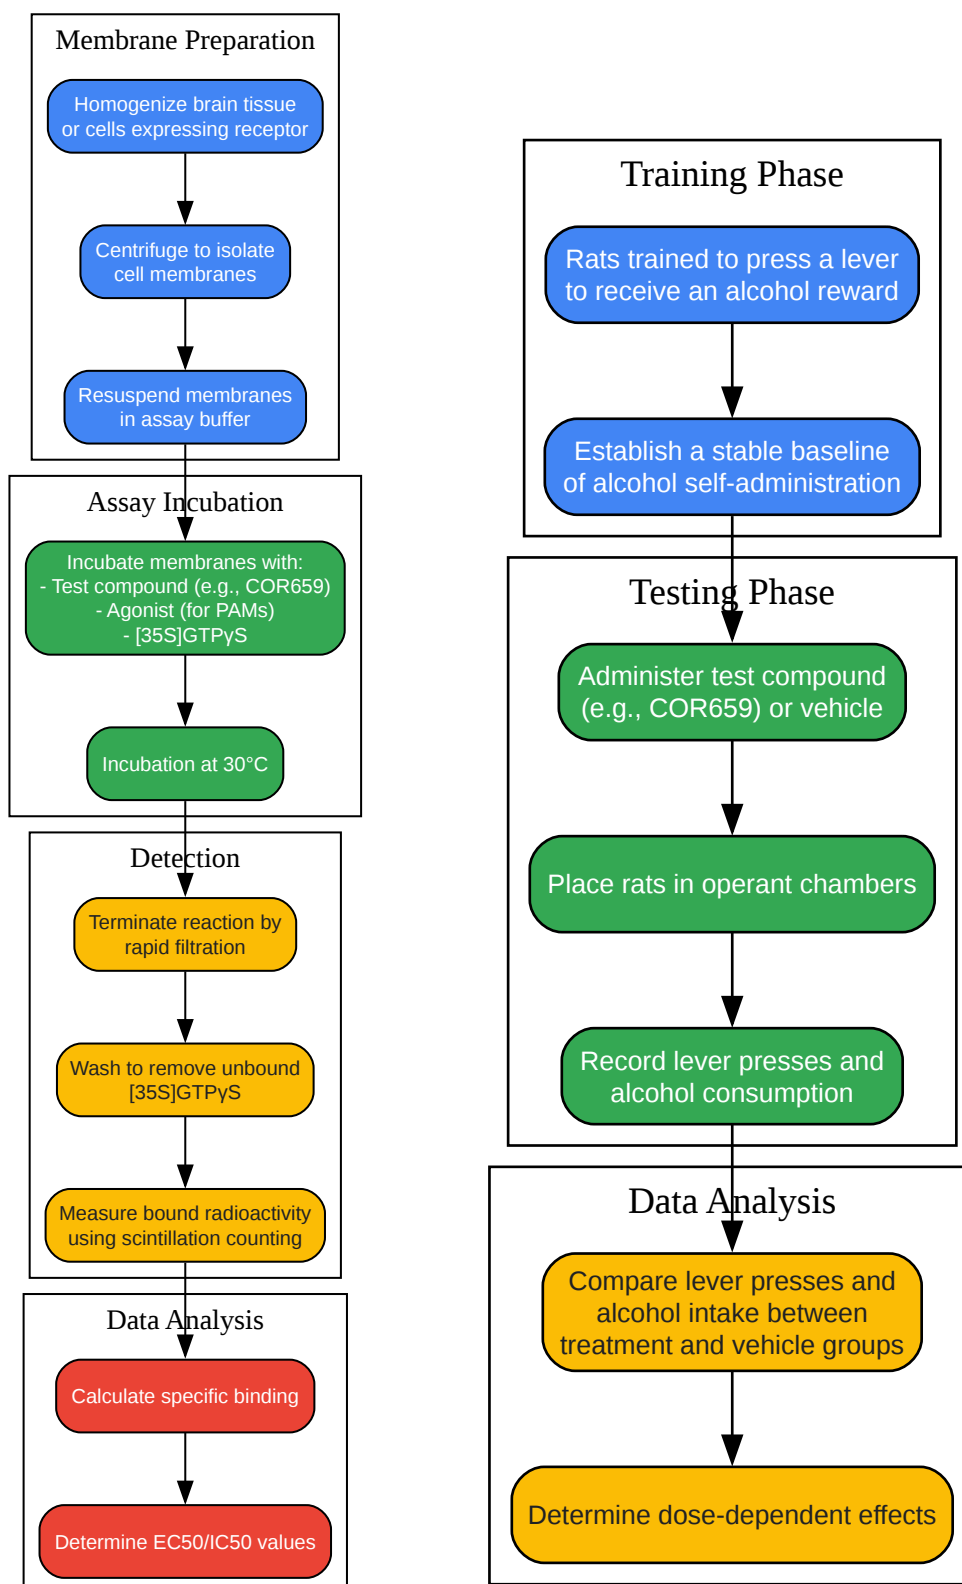 Membrane Preparation
Homogenize brain tissue
or cells expressing receptor
Centrifuge to isolate
cell membranes
Resuspend membranes
in assay buffer
Assay Incubation
Incubate membranes with:
- Test compound (e.g., COR659)
- Agonist (for PAMs)
- [35S]GTPγS
Incubation at 30°C
Detection
Terminate reaction by
rapid filtration
Wash to remove unbound
[35S]GTPγS
Measure bound radioactivity
using scintillation counting
Data Analysis
Calculate specific binding
Determine EC50/IC50 values
Training Phase
Rats trained to press a lever
to receive an alcohol reward
Establish a stable baseline
of alcohol self-administration
Testing Phase
Administer test compound
(e.g., COR659) or vehicle
Place rats in operant chambers
Record lever presses and
alcohol consumption
Data Analysis
Compare lever presses and
alcohol intake between
treatment and vehicle groups
Determine dose-dependent effects